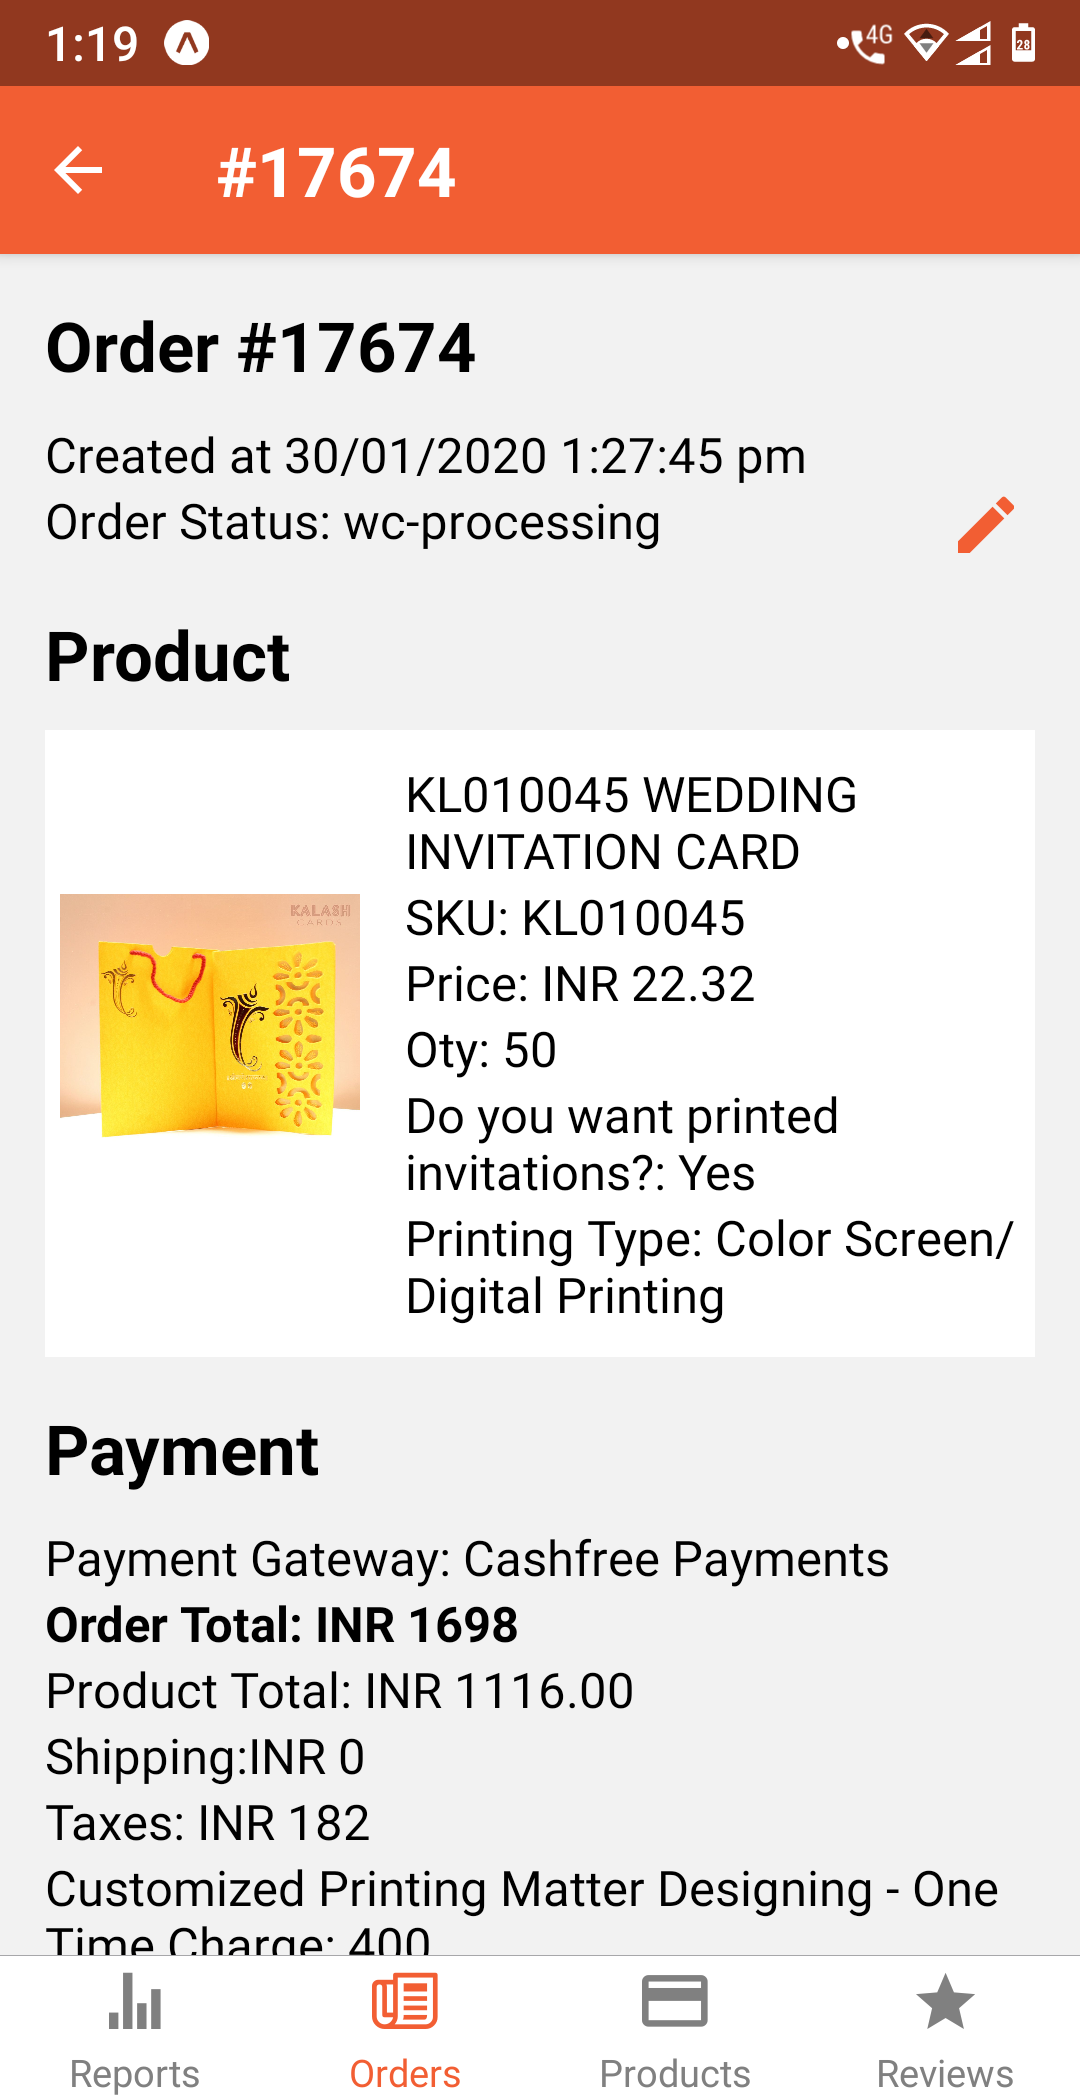 1:19
4G
28
#17674
Order #17674
Created at 30/01/2020 1:27:45 pm
Order Status: wc-processing
Product
KL010045 WEDDING
INVITATION CARD
SKU: KL010045
Price: INR 22.32
Oty: 50
Do you want printed
invitations?: Yes
Printing Type: Color Screen/
Digital Printing
KALASH
CARDS
Payment
Payment Gateway: Cashfree Payments
Order Total: INR 1698
Product Total: INR 1116.00
Shipping:INR 0
Taxes: INR 182
Customized Printing Matter Designing - One
Time Charge: 400
Reports
Orders
Products
Reviews